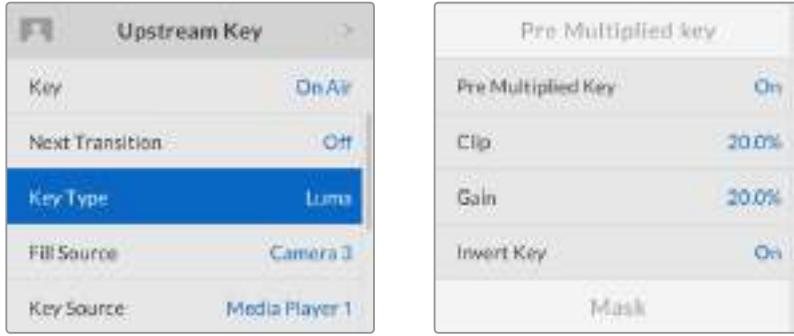 Upstream Key
Key On Air
Next Transition Off
Key Type Luma
Fill Source Camera 3
Key Source Media Player 1
Pre Multiplied key
Pre Multiplied Key On
Clip 20.0%
Gain 20.0%
Invert Key On
Mask